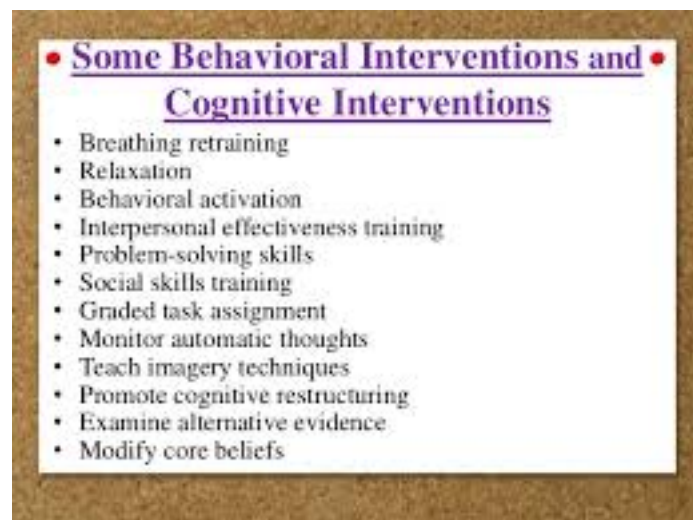 Some Behavioral Interventions and
Cognitive Interventions
• Breathing retraining
• Relaxation
• Behavioral activation
• Interpersonal effectiveness training
• Problem-solving skills
• Social skills training
• Graded task assignment
• Monitor automatic thoughts
• Teach imagery techniques
• Promote cognitive restructuring
• Examine alternative evidence
• Modify core beliefs